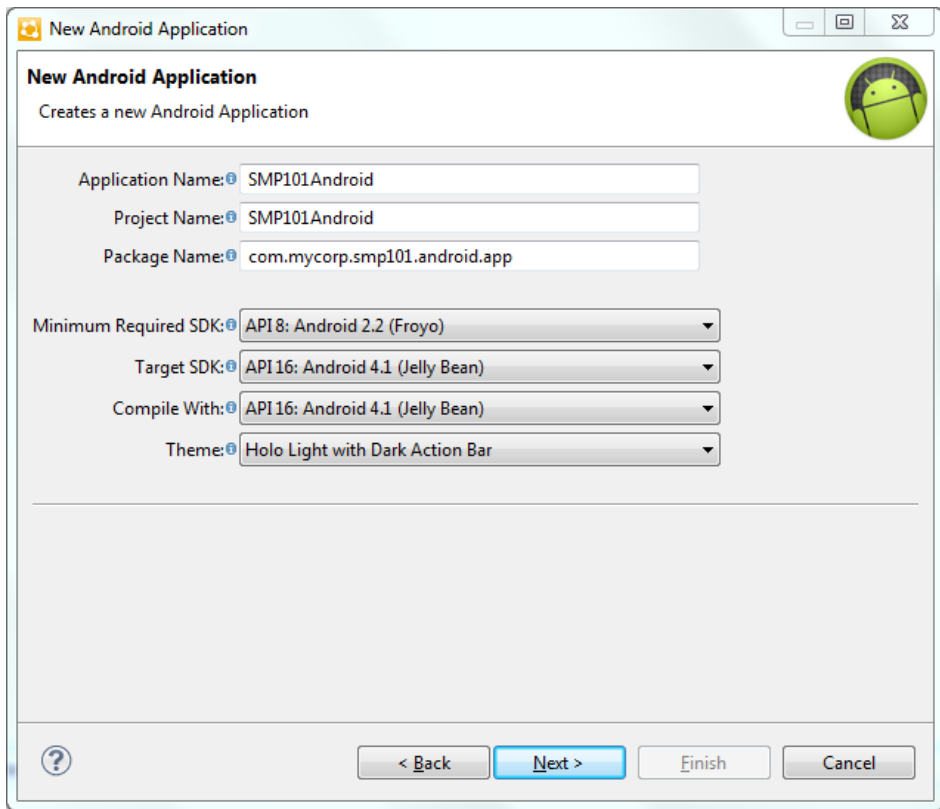 New Android Application
New Android Application
Creates a new Android Application
Application Name: SMP101Android
Project Name: SMP101Android
Package Name: com.mycorp.smp101.android.app
Minimum Required SDK: API 8: Android 2.2 (Froyo)
Target SDK: API 16: Android 4.1 (Jelly Bean)
Compile With: API 16: Android 4.1 (Jelly Bean)
Theme: Holo Light with Dark Action Bar
? < Back Next > Finish Cancel